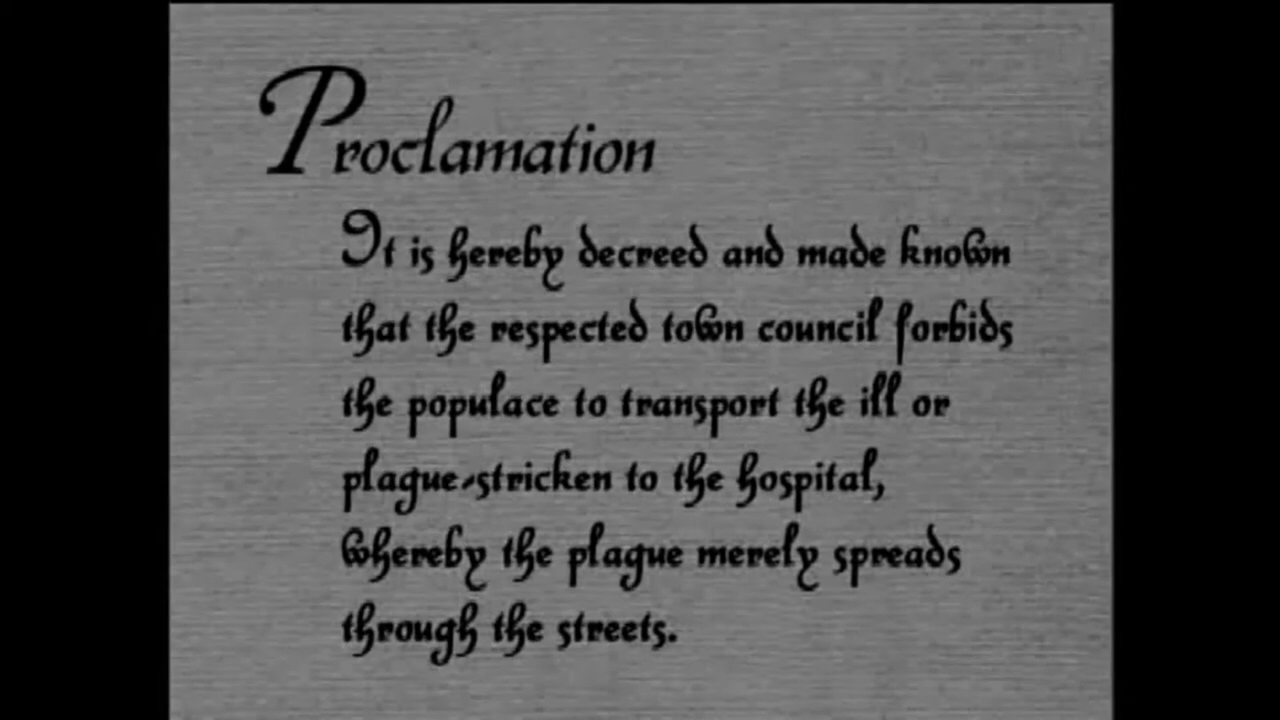 Proclamation
It is hereby decreed and made known
that the respected town council forbids
the populace to transport the ill or
plague-stricken to the hospital,
whereby the plague merely spreads
through the streets.